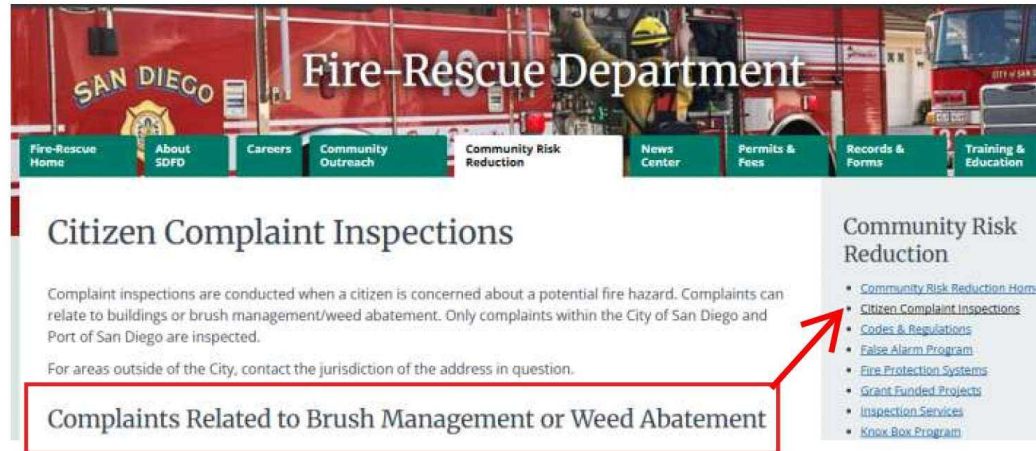 Fire-Rescue Department
SAN DIEGO
Fire-Rescue
Home
About
SDFD
Careers
Community
Outreach
Community Risk
Reduction
News
Center
Permits &
Fees
Records &
Forms
Training &
Education
Citizen Complaint Inspections
Complaint inspections are conducted when a citizen is concerned about a potential fire hazard. Complaints can
relate to buildings or brush management/weed abatement. Only complaints within the City of San Diego and
Port of San Diego are inspected.
For areas outside of the City, contact the jurisdiction of the address in question.
Complaints Related to Brush Management or Weed Abatement
Community Risk
Reduction
Community Risk Reduction Home
Citizen Complaint Inspections
Codes & Regulations
False Alarm Program
Fire Protection Systems
Grant Funded Projects
Inspection Services
Knox Box Program